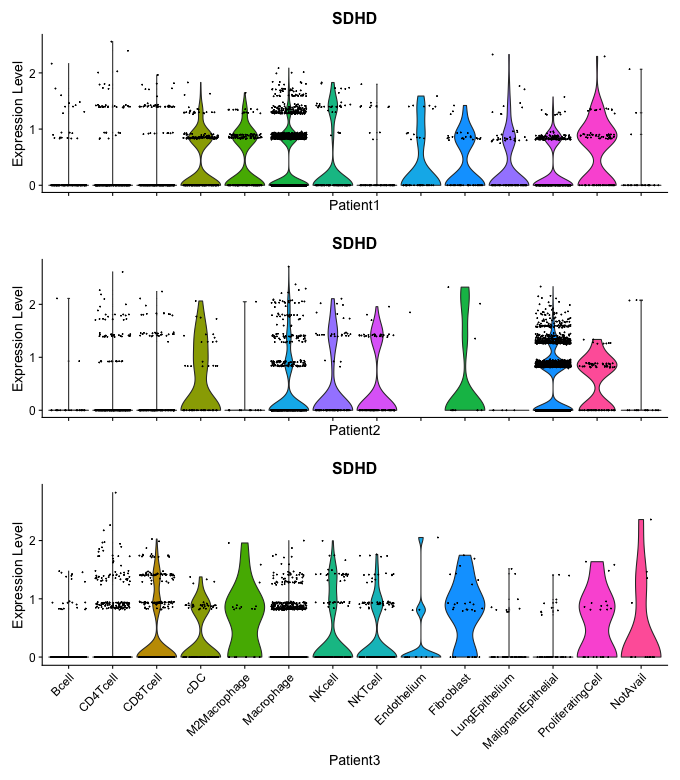 SDHD
Expression Level
2
1
0
Patient1
SDHD
Expression Level
2
1
0
Patient2
SDHD
Expression Level
2
1
0
Bcell
CD4Tcell
CD8Tcell
cDC
M2Macrophage
Macrophage
NKcell
NKTcell
Endothelium
Fibroblast
LungEpithelium
MalignantEpithelial
ProliferatingCell
NotAvail
Patient3